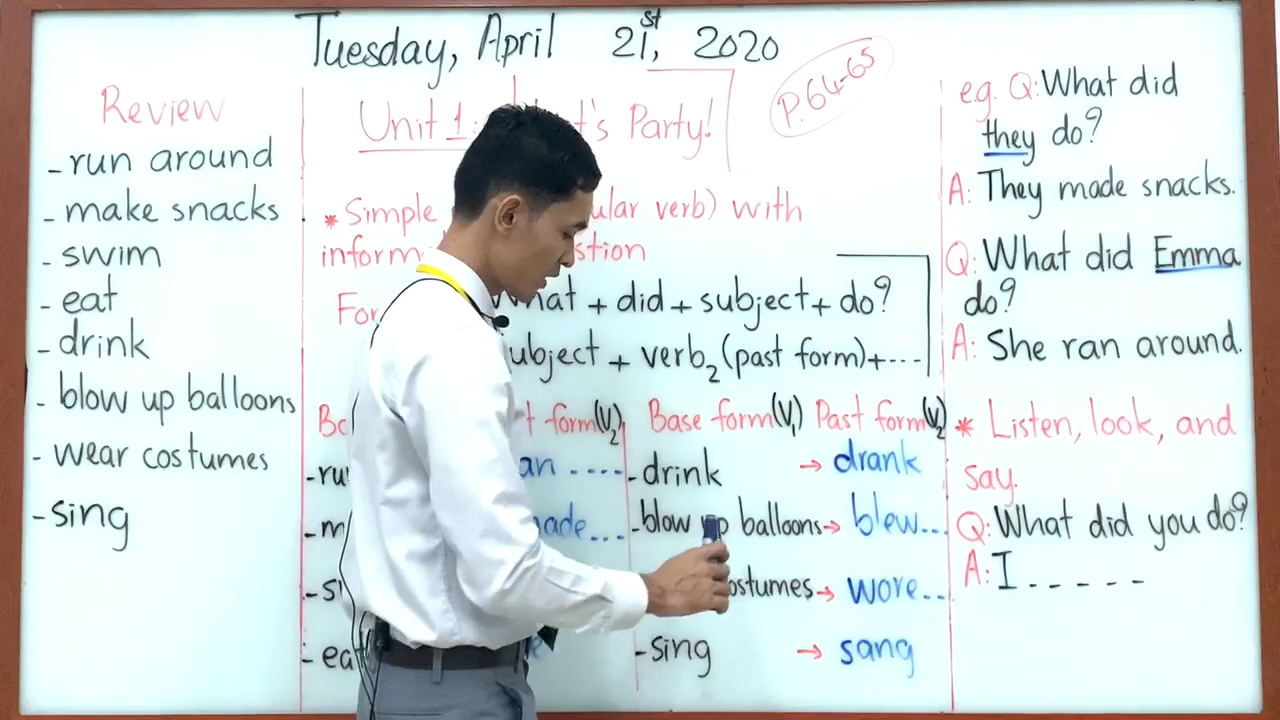 Tuesday, April 21st, 2020
P.64-65
Review
- run around
- make snacks
- swim
- eat
- drink
- blow up balloons
- wear costumes
- sing
Unit 1: 's Party!
* Simple (ular verb) with
inform stion
For hat + did + subject + do?
ubject + verb2 (past form)+....
t form(V2)
- ru an ....
ade...
- ea
Base form(V1) Past form(V2)
- drink → drank
- blow up balloons → blew...
ostumes → wore...
- sing → sang
eg. Q: What did
they do?
A: They made snacks.
Q: What did Emma
do?
A: She ran around.
* Listen, look, and
say.
Q: What did you do?
A: I - - - - -